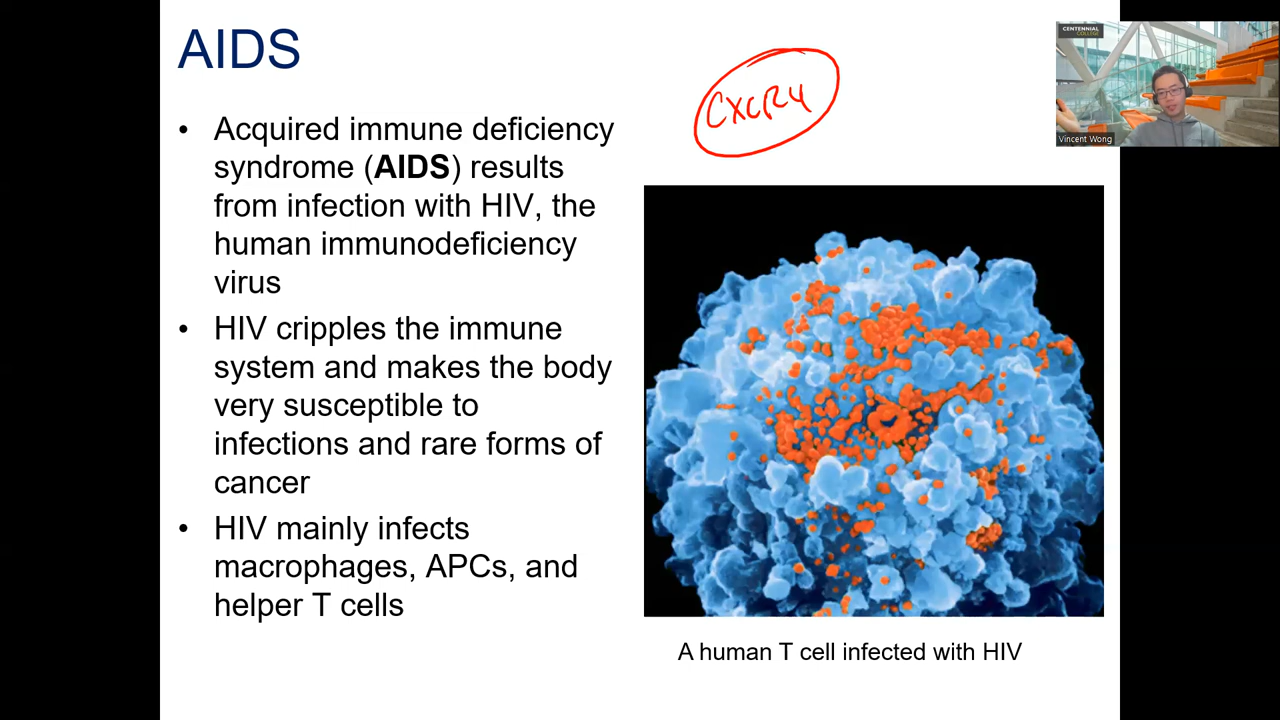 AIDS
CXCR4
CENTENNIAL
COLLEGE
Vincent Wong
• Acquired immune deficiency
syndrome (AIDS) results
from infection with HIV, the
human immunodeficiency
virus
• HIV cripples the immune
system and makes the body
very susceptible to
infections and rare forms of
cancer
• HIV mainly infects
macrophages, APCs, and
helper T cells
A human T cell infected with HIV